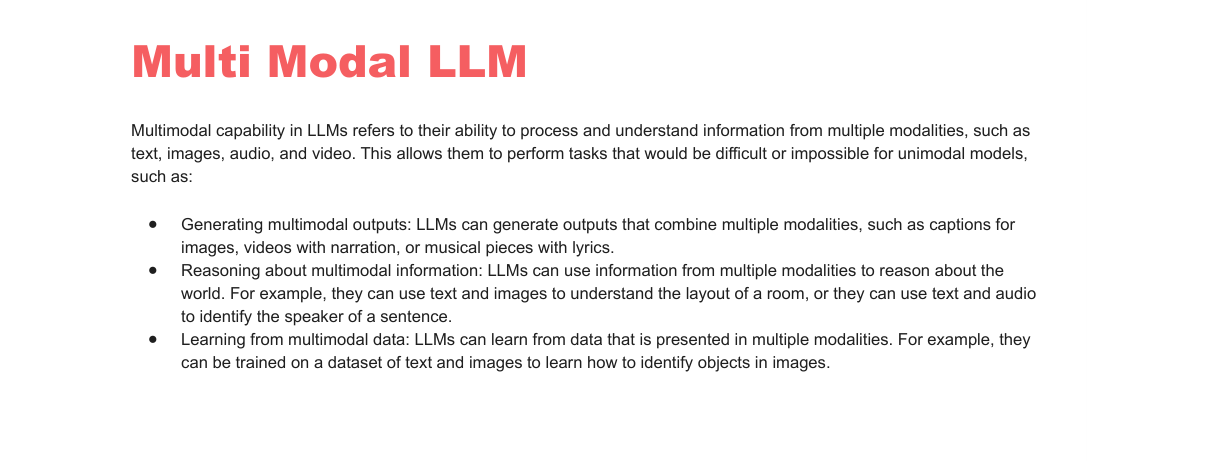 Multi Modal LLM
Multimodal capability in LLMs refers to their ability to process and understand information from multiple modalities, such as
text, images, audio, and video. This allows them to perform tasks that would be difficult or impossible for unimodal models,
such as:
● Generating multimodal outputs: LLMs can generate outputs that combine multiple modalities, such as captions for
images, videos with narration, or musical pieces with lyrics.
● Reasoning about multimodal information: LLMs can use information from multiple modalities to reason about the
world. For example, they can use text and images to understand the layout of a room, or they can use text and audio
to identify the speaker of a sentence.
● Learning from multimodal data: LLMs can learn from data that is presented in multiple modalities. For example, they
can be trained on a dataset of text and images to learn how to identify objects in images.